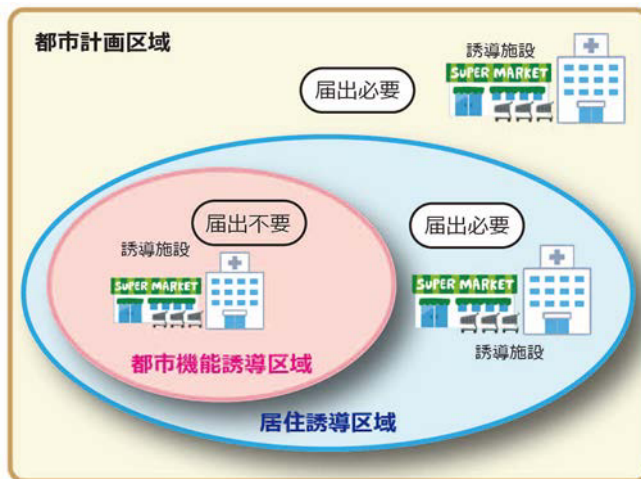 都市計画区域
誘導施設
SUPER MARKET
届出必要
届出不要
誘導施設
SUPER MARKET
都市機能誘導区域
届出必要
SUPER MARKET
誘導施設
居住誘導区域